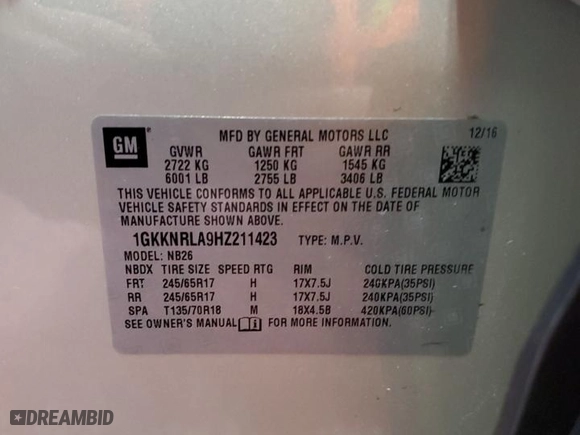 GM
MFD BY GENERAL MOTORS LLC 12/16
GVWR GAWR FRT GAWR RR
2722 KG 1250 KG 1545 KG
6001 LB 2755 LB 3406 LB
THIS VEHICLE CONFORMS TO ALL APPLICABLE U.S. FEDERAL MOTOR
VEHICLE SAFETY STANDARDS IN EFFECT ON THE DATE OF
MANUFACTURE SHOWN ABOVE.
1GKKNRLA9HZ211423 TYPE: M.P.V.
MODEL: NB26
NBDX TIRE SIZE SPEED RTG RIM COLD TIRE PRESSURE
FRT 245/65R17 H 17X7.5J 240KPA(35PSI)
RR 245/65R17 H 17X7.5J 240KPA(35PSI)
SPA T135/70R18 M 18X4.5B 420KPA(60PSI)
SEE OWNER'S MANUAL FOR MORE INFORMATION.
DREAMBID